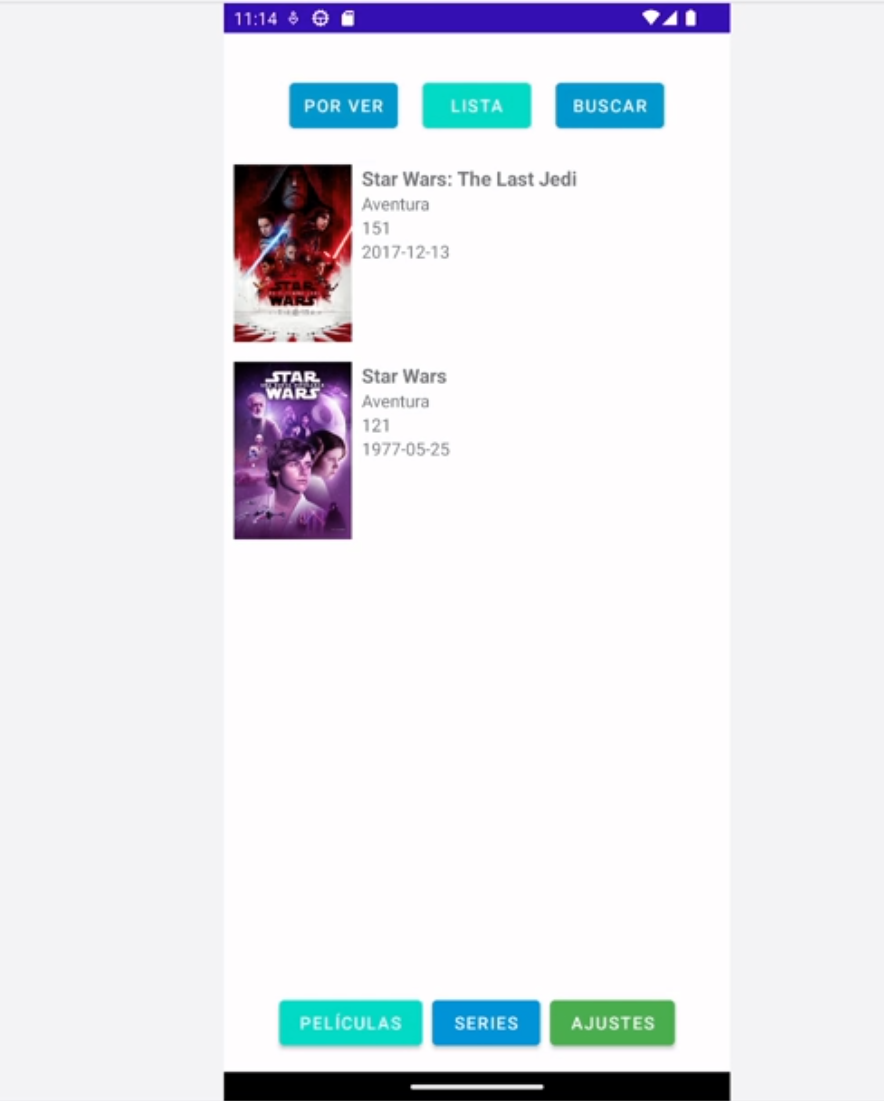 11:14
POR VER LISTA BUSCAR
Star Wars: The Last Jedi
Aventura
151
2017-12-13
STAR
WARS
Star Wars
Aventura
121
1977-05-25
STAR
WARS
PELÍCULAS SERIES AJUSTES